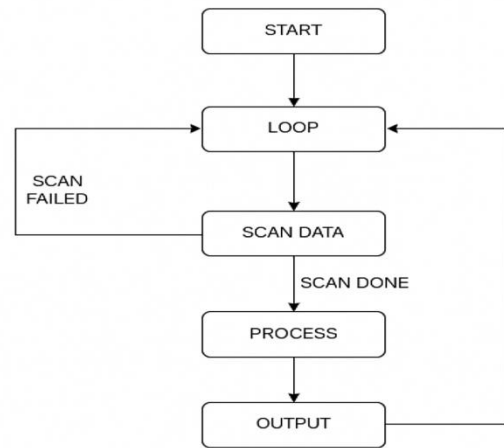 START
LOOP
SCAN
FAILED
SCAN DATA
SCAN DONE
PROCESS
OUTPUT